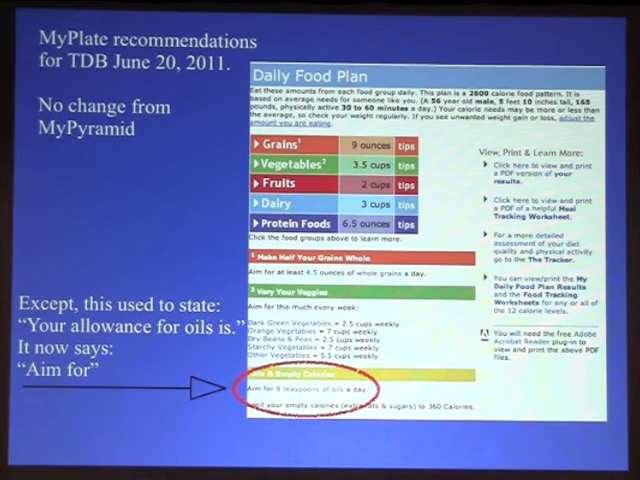 MyPlate recommendations
for TDB June 20, 2011.
No change from
MyPyramid
Except, this used to state:
"Your allowance for oils is."
It now says:
"Aim for"
Daily Food Plan
Eat these amounts from each food group daily. This plan is a 2600 calorie food pattern. It is
based on average needs for someone like you. (A 56 year old male, 5 feet 10 inches tall, 165
pounds, physically active 30 to 60 minutes a day.) Your calorie needs may be more or less than
the average, so check your weight regularly. If you see unwanted weight gain or loss, adjust the
amount you are eating.
Grains¹ 9 ounces tips
Vegetables² 3.5 cups tips
Fruits 2 cups tips
Dairy 3 cups tips
Protein Foods 6.5 ounces tips
Click the food groups above to learn more.
¹ Make Half Your Grains Whole
Aim for at least 4.5 ounces of whole grains a day.
² Vary Your Veggies
Aim for this much every week:
Dark Green Vegetables = 2.5 cups weekly
Orange Vegetables = 7 cups weekly
Dry Beans & Peas = 2.5 cups weekly
Starchy Vegetables = 7 cups weekly
Other Vegetables = 5.5 cups weekly
& Empty Calories
Aim for 8 teaspoons of oils a day.
your empty calories (extra fats & sugars) to 360 Calories.
View, Print & Learn More:
Click here to view and print
a PDF version of your
results.
Click here to view and print
a PDF of a helpful Meal
Tracking Worksheet.
For a more detailed
assessment of your diet
quality and physical activity
go to the The Tracker.
You can view/print the My
Daily Food Plan Results
and the Food Tracking
Worksheets for any or all of
the 12 calorie levels.
You will need the free Adobe
Acrobat Reader plug-in to
view and print the above PDF
files.